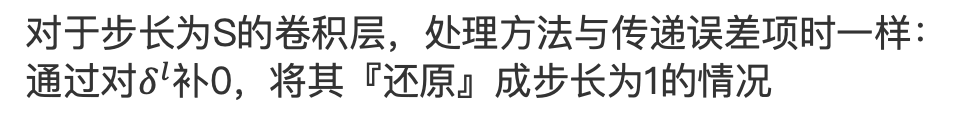 对于步长为S的卷积层，处理方法与传递误差项时一样：
通过对δˡ补0，将其『还原』成步长为1的情况